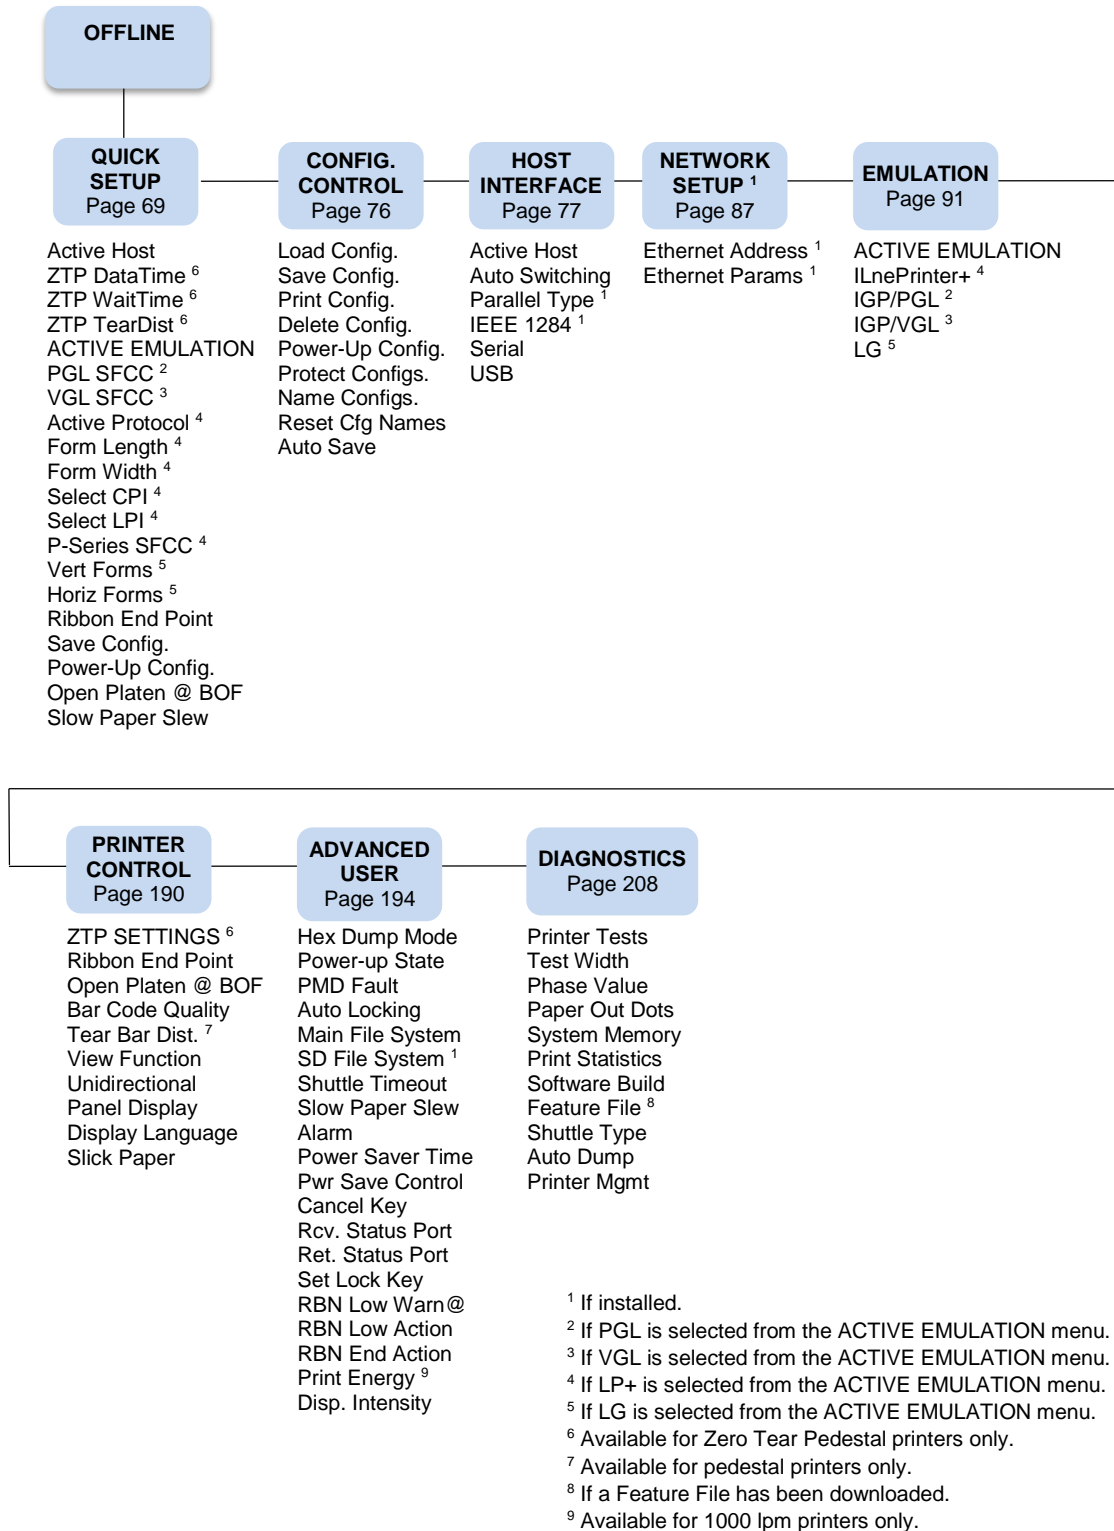 OFFLINE
QUICK
SETUP
Page 69
Active Host
ZTP DataTime 6
ZTP WaitTime 6
ZTP TearDist 6
ACTIVE EMULATION
PGL SFCC 2
VGL SFCC 3
Active Protocol 4
Form Length 4
Form Width 4
Select CPI 4
Select LPI 4
P-Series SFCC 4
Vert Forms 5
Horiz Forms 5
Ribbon End Point
Save Config.
Power-Up Config.
Open Platen @ BOF
Slow Paper Slew
CONFIG.
CONTROL
Page 76
Load Config.
Save Config.
Print Config.
Delete Config.
Power-Up Config.
Protect Configs.
Name Configs.
Reset Cfg Names
Auto Save
HOST
INTERFACE
Page 77
Active Host
Auto Switching
Parallel Type 1
IEEE 1284 1
Serial
USB
NETWORK
SETUP 1
Page 87
Ethernet Address 1
Ethernet Params 1
EMULATION
Page 91
ACTIVE EMULATION
ILnePrinter+ 4
IGP/PGL 2
IGP/VGL 3
LG 5
PRINTER
CONTROL
Page 190
ZTP SETTINGS 6
Ribbon End Point
Open Platen @ BOF
Bar Code Quality
Tear Bar Dist. 7
View Function
Unidirectional
Panel Display
Display Language
Slick Paper
ADVANCED
USER
Page 194
Hex Dump Mode
Power-up State
PMD Fault
Auto Locking
Main File System
SD File System 1
Shuttle Timeout
Slow Paper Slew
Alarm
Power Saver Time
Pwr Save Control
Cancel Key
Rcv. Status Port
Ret. Status Port
Set Lock Key
RBN Low Warn@
RBN Low Action
RBN End Action
Print Energy 9
Disp. Intensity
DIAGNOSTICS
Page 208
Printer Tests
Test Width
Phase Value
Paper Out Dots
System Memory
Print Statistics
Software Build
Feature File 8
Shuttle Type
Auto Dump
Printer Mgmt
1 If installed.
2 If PGL is selected from the ACTIVE EMULATION menu.
3 If VGL is selected from the ACTIVE EMULATION menu.
4 If LP+ is selected from the ACTIVE EMULATION menu.
5 If LG is selected from the ACTIVE EMULATION menu.
6 Available for Zero Tear Pedestal printers only.
7 Available for pedestal printers only.
8 If a Feature File has been downloaded.
9 Available for 1000 lpm printers only.